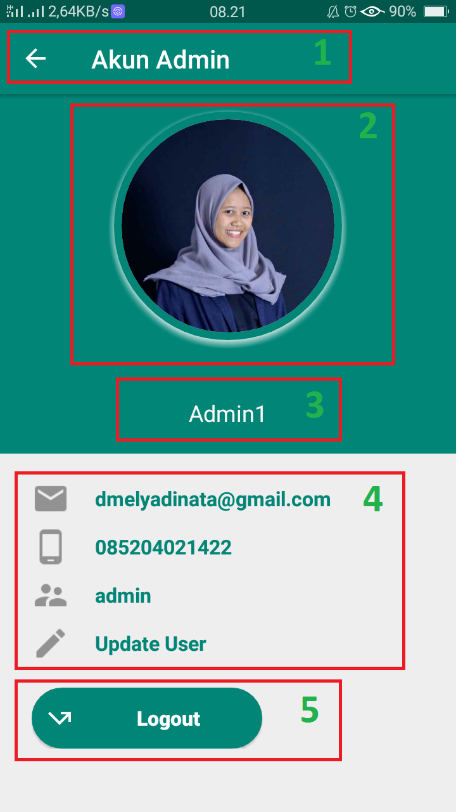 2,64KB/s 08.21 90%
Akun Admin 1
2
Admin1 3
dmelyadinata@gmail.com 4
085204021422
admin
Update User
Logout 5